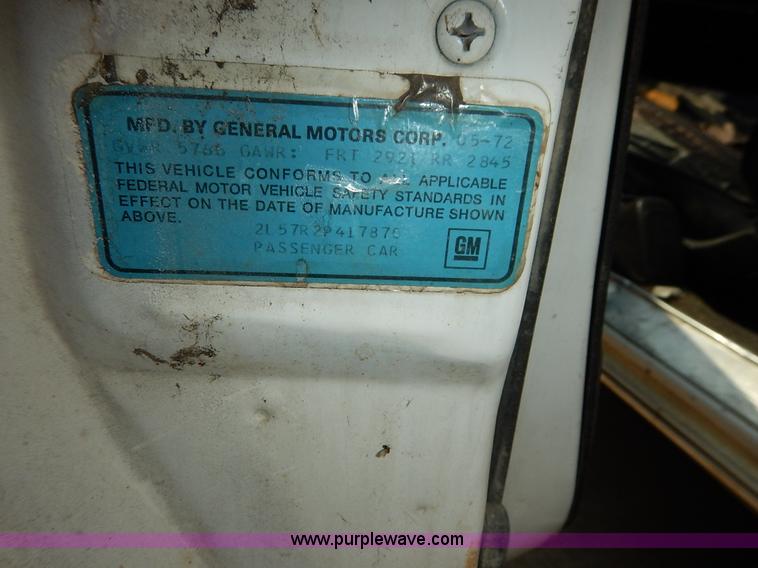 MFD. BY GENERAL MOTORS CORP. 05-72
GVWR 5766 GAWR: FRT 2921 RR 2845
THIS VEHICLE CONFORMS TO ALL APPLICABLE
FEDERAL MOTOR VEHICLE SAFETY STANDARDS IN
EFFECT ON THE DATE OF MANUFACTURE SHOWN
ABOVE.
2L57R2P417878
PASSENGER CAR
GM
www.purplewave.com